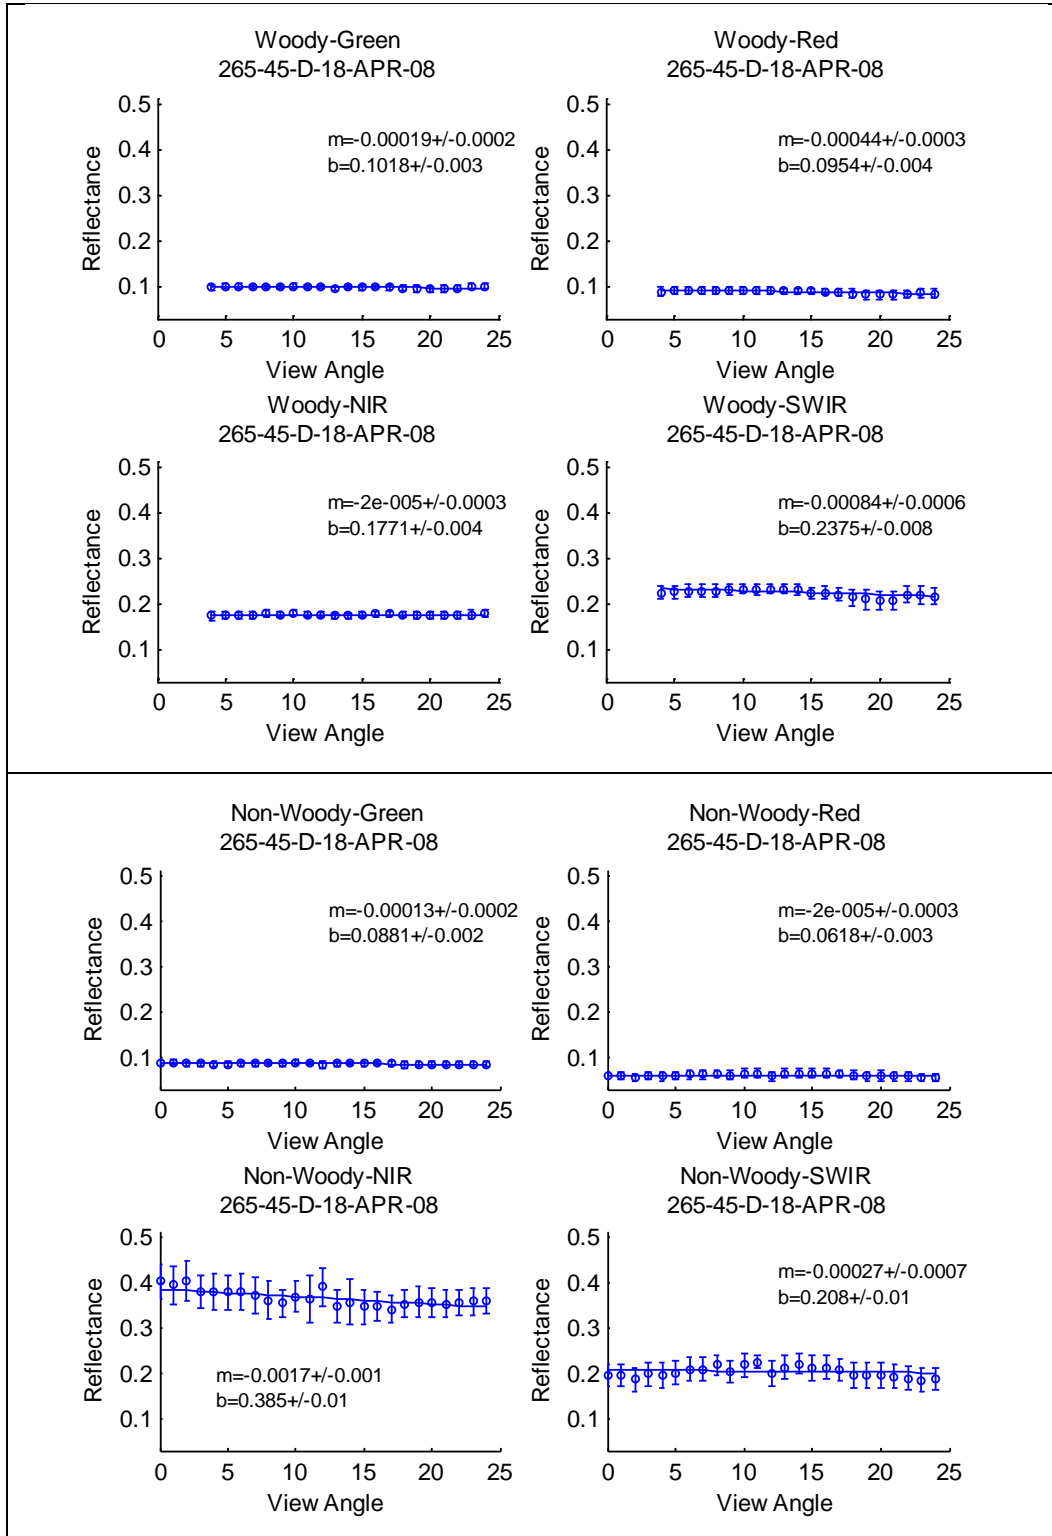 Woody-Green
265-45-D-18-APR-08
0.5
0.4
0.3
0.2
0.1
Reflectance
m=-0.00019+/-0.0002
b=0.1018+/-0.003
0 5 10 15 20 25
View Angle
Woody-Red
265-45-D-18-APR-08
0.5
0.4
0.3
0.2
0.1
Reflectance
m=-0.00044+/-0.0003
b=0.0954+/-0.004
0 5 10 15 20 25
View Angle
Woody-NIR
265-45-D-18-APR-08
0.5
0.4
0.3
0.2
0.1
Reflectance
m=-2e-005+/-0.0003
b=0.1771+/-0.004
0 5 10 15 20 25
View Angle
Woody-SWIR
265-45-D-18-APR-08
0.5
0.4
0.3
0.2
0.1
Reflectance
m=-0.00084+/-0.0006
b=0.2375+/-0.008
0 5 10 15 20 25
View Angle
Non-Woody-Green
265-45-D-18-APR-08
0.5
0.4
0.3
0.2
0.1
Reflectance
m=-0.00013+/-0.0002
b=0.0881+/-0.002
0 5 10 15 20 25
View Angle
Non-Woody-Red
265-45-D-18-APR-08
0.5
0.4
0.3
0.2
0.1
Reflectance
m=-2e-005+/-0.0003
b=0.0618+/-0.003
0 5 10 15 20 25
View Angle
Non-Woody-NIR
265-45-D-18-APR-08
0.5
0.4
0.3
0.2
0.1
Reflectance
m=-0.0017+/-0.001
b=0.385+/-0.01
0 5 10 15 20 25
View Angle
Non-Woody-SWIR
265-45-D-18-APR-08
0.5
0.4
0.3
0.2
0.1
Reflectance
m=-0.00027+/-0.0007
b=0.208+/-0.01
0 5 10 15 20 25
View Angle